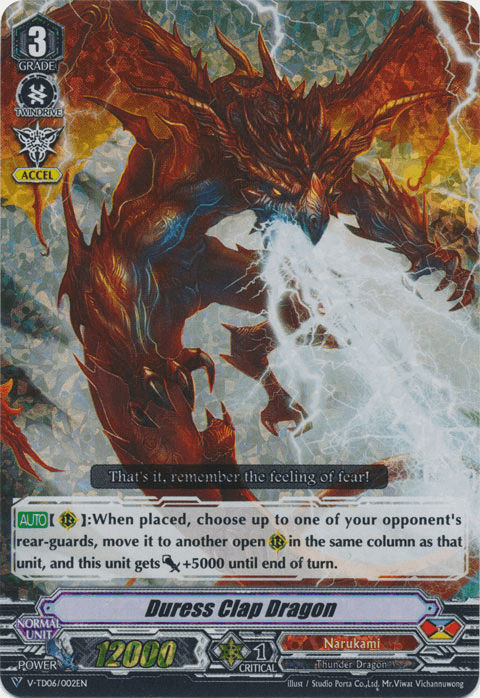 3
GRADE
TWINDRIVE
ACCEL
That's it, remember the feeling of fear!
AUTO [ ]:When placed, choose up to one of your opponent's
rear-guards, move it to another open in the same column as that
unit, and this unit gets +5000 until end of turn.
NORMAL
UNIT
Duress Clap Dragon
POWER 12000
1
CRITICAL
Narukami
Thunder Dragon
V-TD06/002EN
Illust / Studio Porta Co.,Ltd. Mr.Viwat Vichannuwong